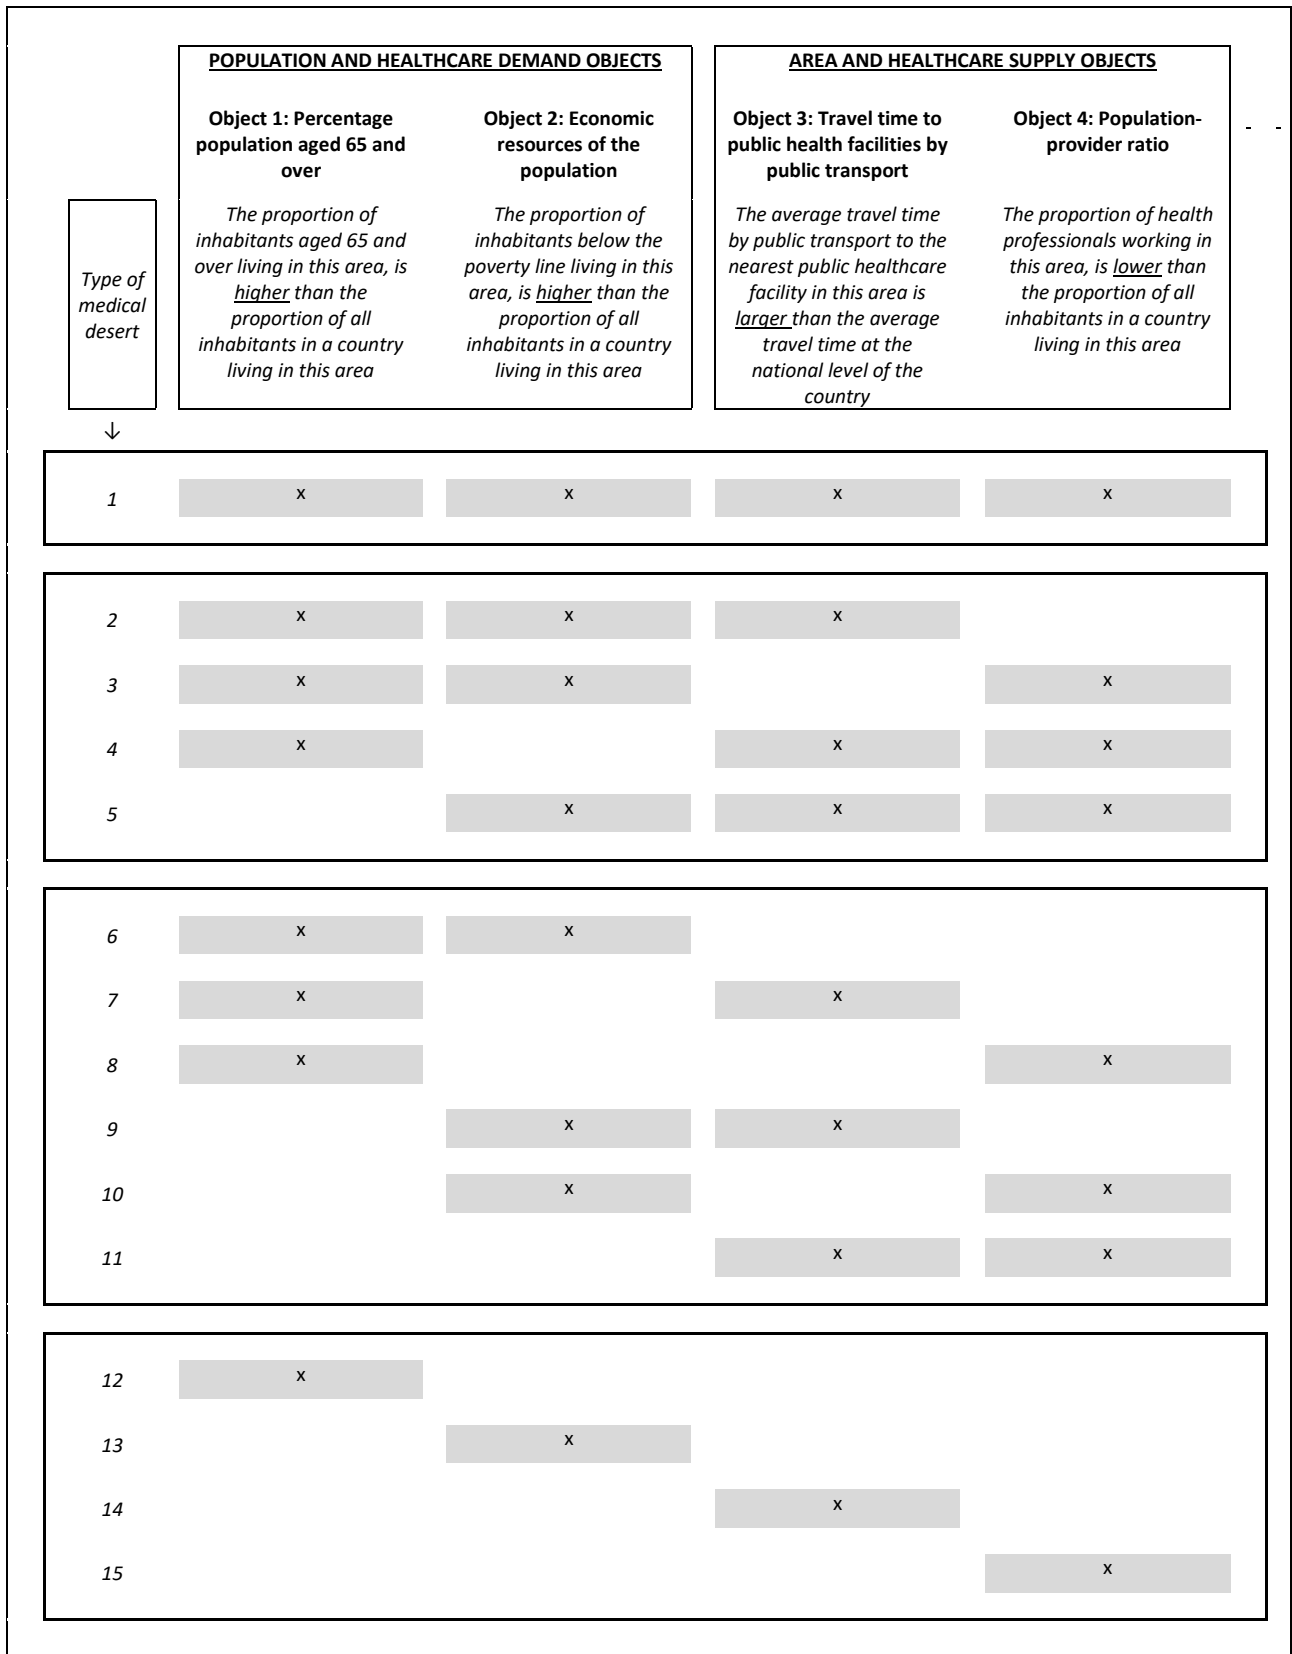 POPULATION AND HEALTHCARE DEMAND OBJECTS
AREA AND HEALTHCARE SUPPLY OBJECTS
Object 1: Percentage
population aged 65 and
over
Object 2: Economic
resources of the
population
Object 3: Travel time to
public health facilities by
public transport
Object 4: Population-
provider ratio
- -
Type of
medical
desert
The proportion of
inhabitants aged 65 and
over living in this area, is
higher than the
proportion of all
inhabitants in a country
living in this area
The proportion of
inhabitants below the
poverty line living in this
area, is higher than the
proportion of all
inhabitants in a country
living in this area
The average travel time
by public transport to the
nearest public healthcare
facility in this area is
larger than the average
travel time at the
national level of the
country
The proportion of health
professionals working in
this area, is lower than
the proportion of all
inhabitants in a country
living in this area
↓
1 x x x x
2 x x x
3 x x x
4 x x x
5 x x x
6 x x
7 x x
8 x x
9 x x
10 x x
11 x x
12 x
13 x
14 x
15 x